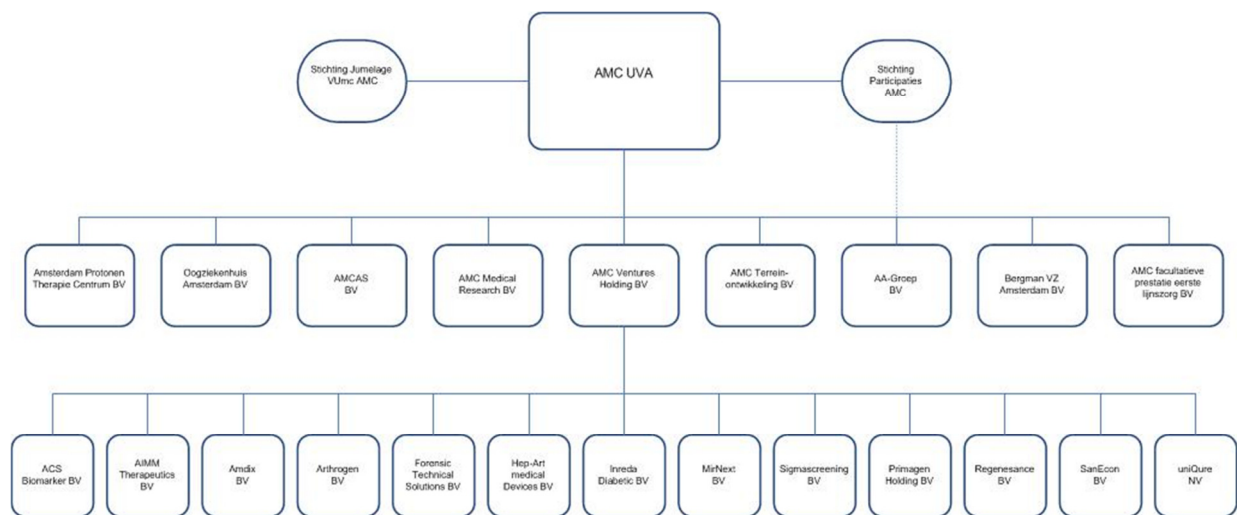 Stichting Jumelage
VUmc AMC
AMC UVA
Stichting
Participaties
AMC
Amsterdam Protonen
Therapie Centrum BV
Oogziekenhuis
Amsterdam BV
AMCAS
BV
AMC Medical
Research BV
AMC Ventures
Holding BV
AMC Terrein-
ontwikkeling BV
AA-Groep
BV
Bergman VZ
Amsterdam BV
AMC facultatieve
prestatie eerste
lijnszorg BV
ACS
Biomarker BV
AIMM
Therapeutics
BV
Amdix
BV
Arthrogen
BV
Forensic
Technical
Solutions BV
Hep-Art
medical
Devices BV
Inreda
Diabetic BV
MirNext
BV
Sigmascreening
BV
Primagen
Holding BV
Regenesance
BV
SanEcon
BV
uniQure
NV